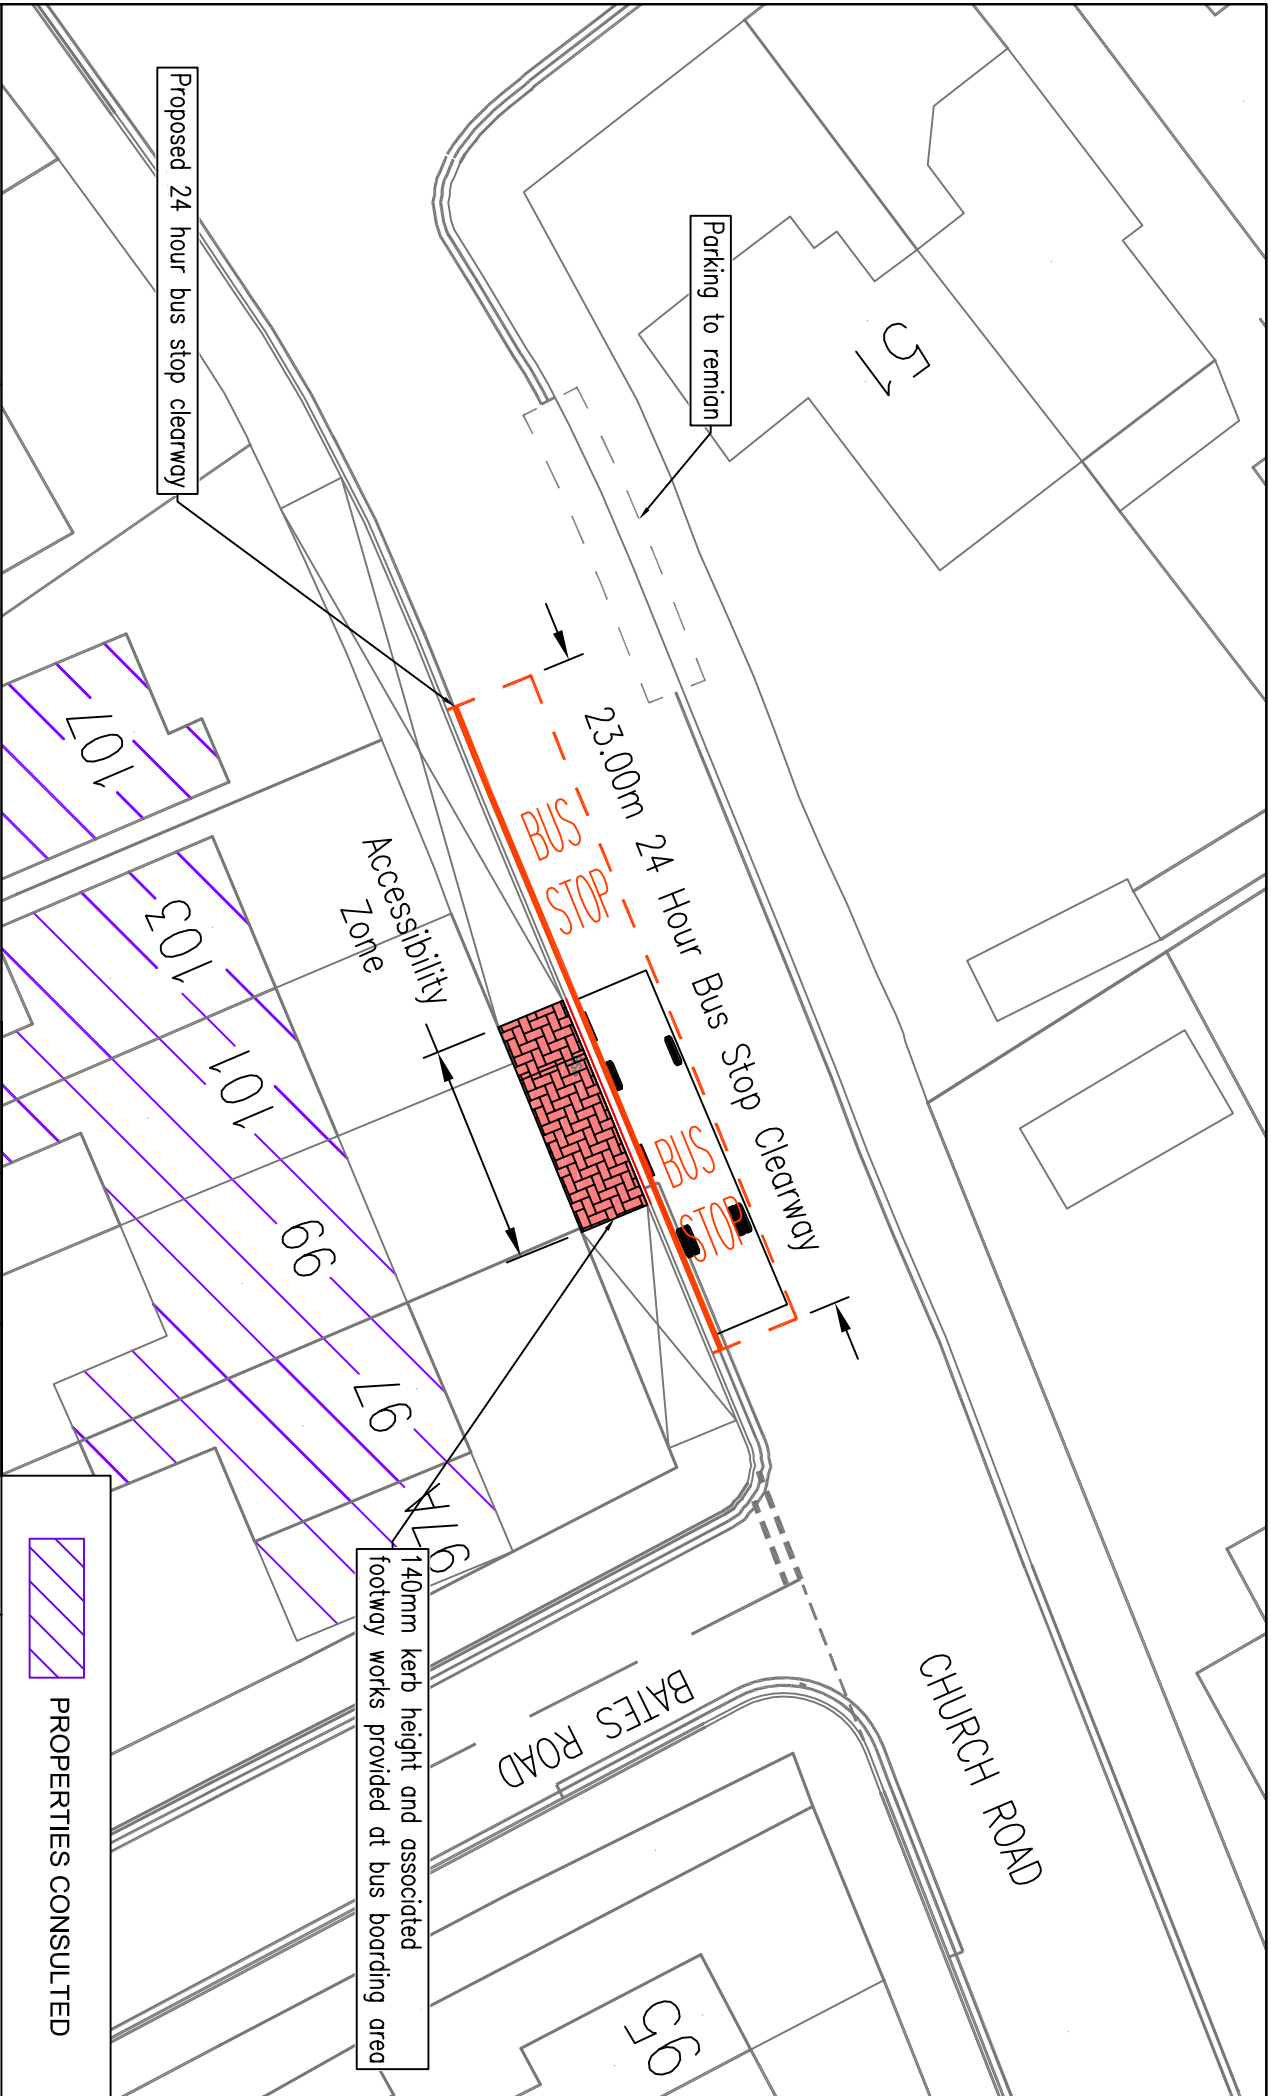 Parking to remian
51
Proposed 24 hour bus stop clearway
23.00m 24 Hour Bus Stop Clearway
BUS STOP
BUS STOP
Accessibility
Zone
CHURCH ROAD
BATES ROAD
107
103
101
99
97
97A
95
140mm kerb height and associated
footway works provided at bus boarding area
PROPERTIES CONSULTED